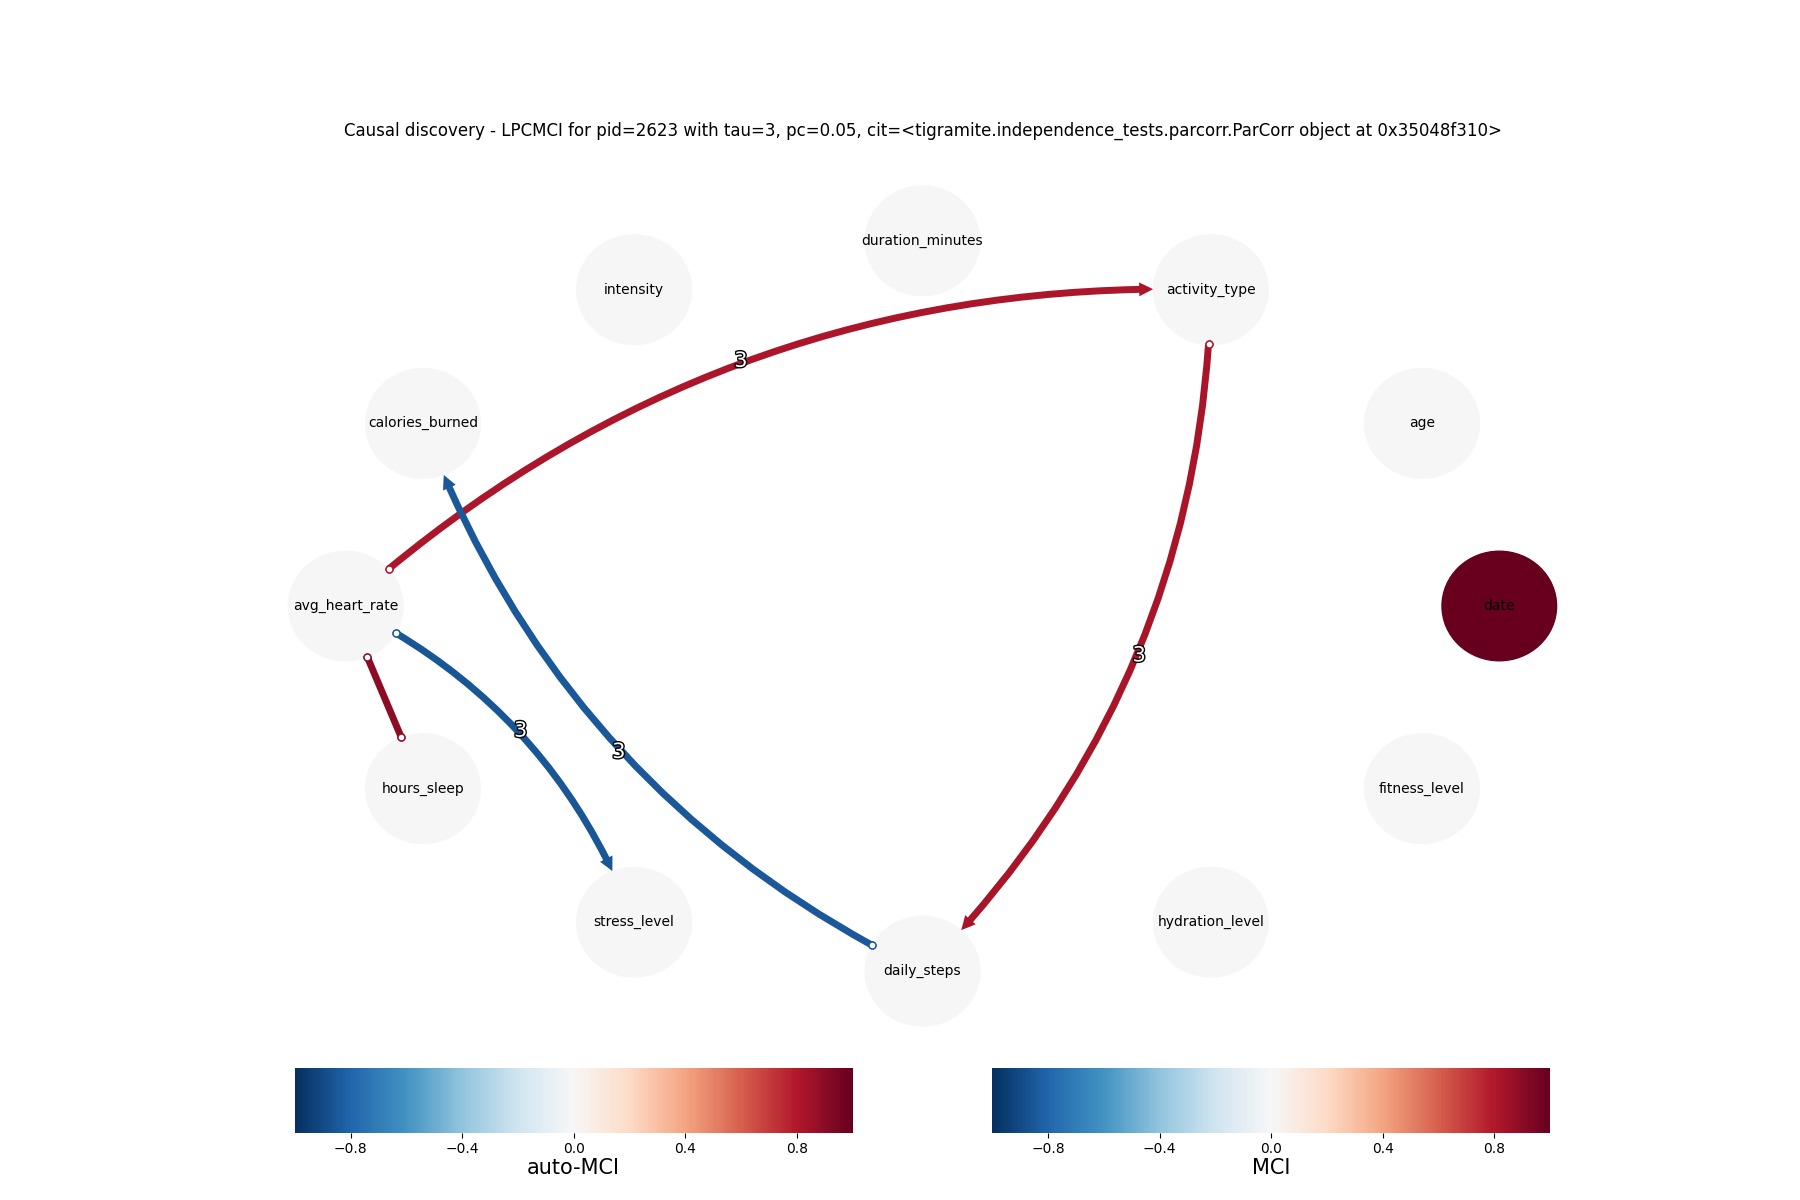 Causal discovery - LPCMCI for pid=2623 with tau=3, pc=0.05, cit=<tigramite.independence_tests.parcorr.ParCorr object at 0x35048f310>
duration_minutes
intensity
activity_type
3
calories_burned
age
avg_heart_rate
date
3
3
3
hours_sleep
fitness_level
stress_level
hydration_level
daily_steps
−0.8 −0.4 0.0 0.4 0.8
auto-MCI
−0.8 −0.4 0.0 0.4 0.8
MCI